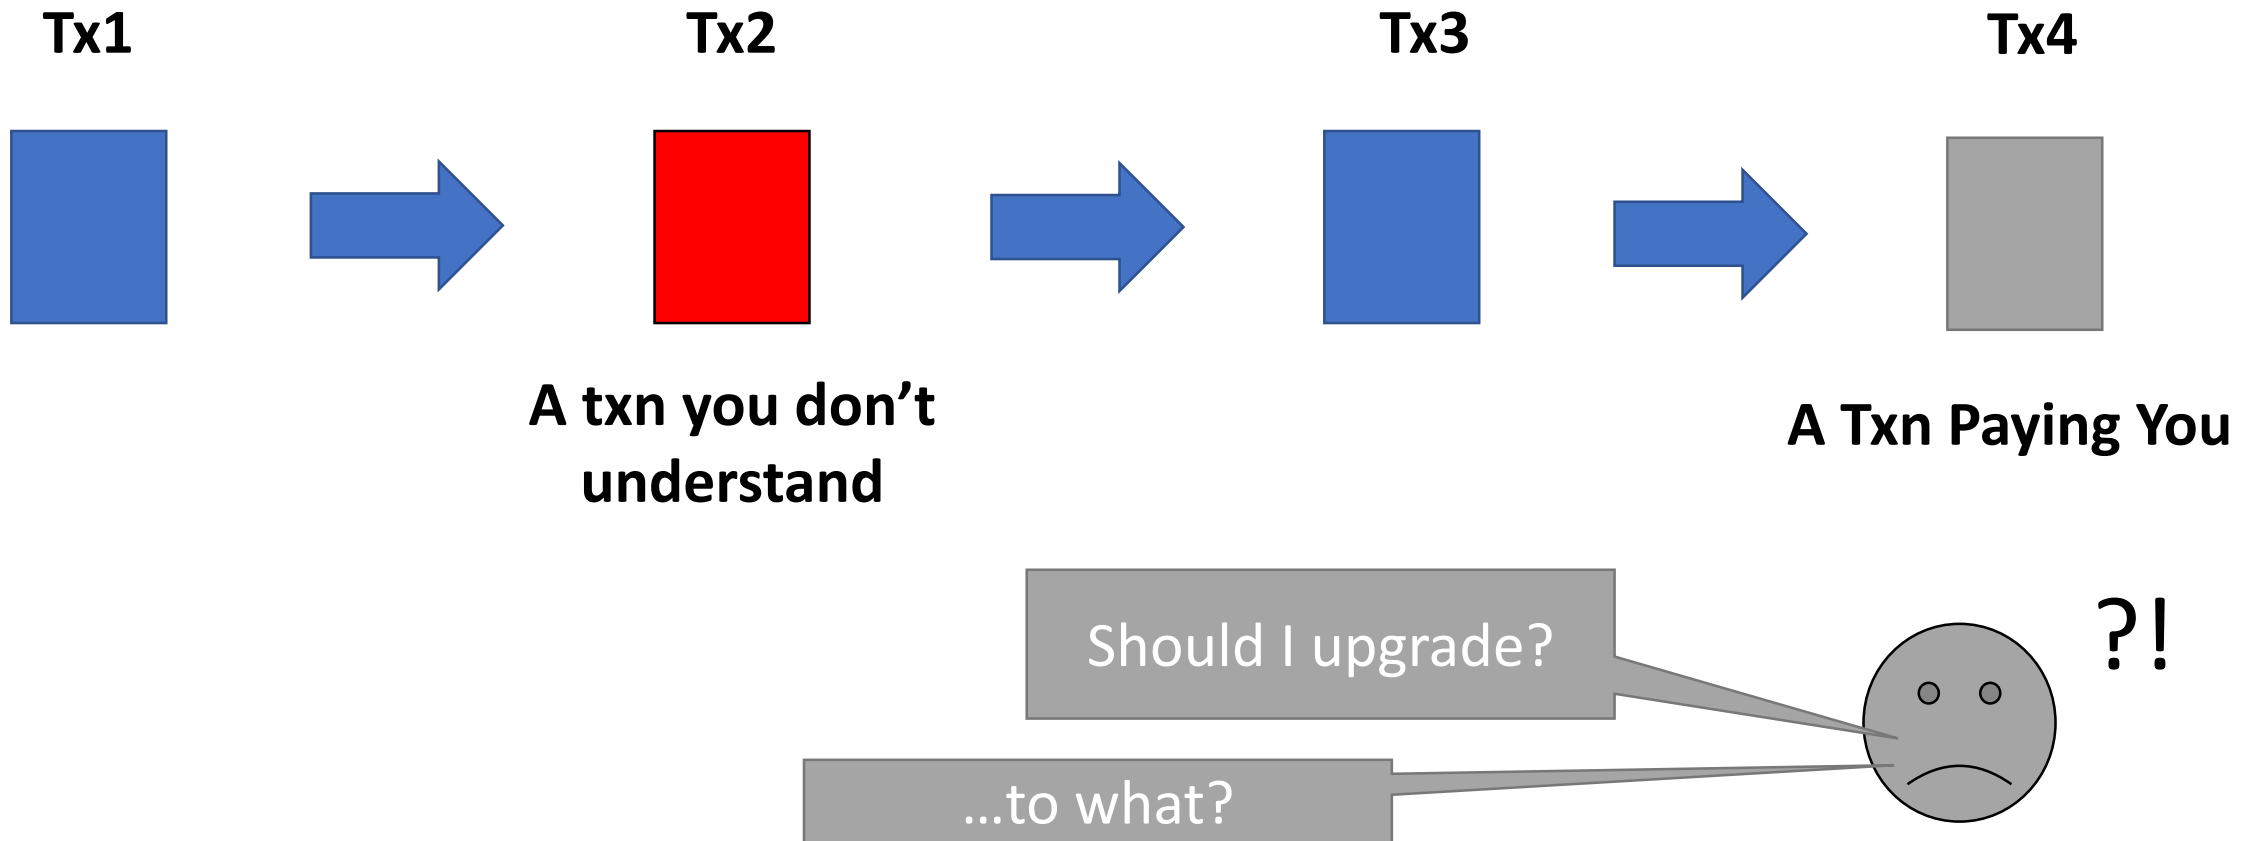 Tx1
Tx2
Tx3
Tx4
A txn you don’t
understand
A Txn Paying You
Should I upgrade?
?!
…to what?